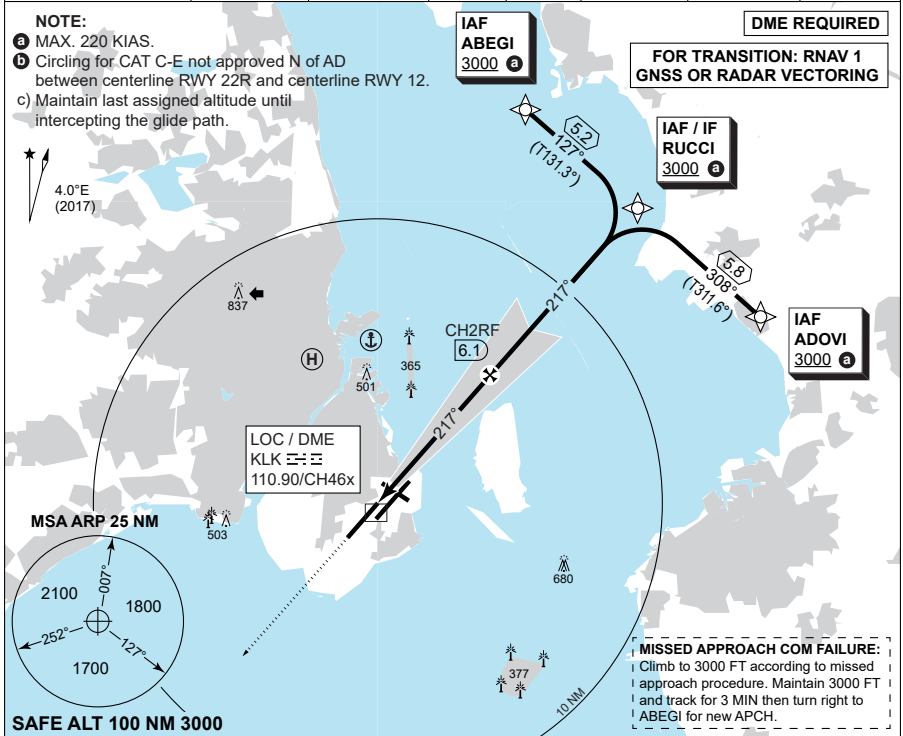 NOTE:
a MAX. 220 KIAS.
b Circling for CAT C-E not approved N of AD
between centerline RWY 22R and centerline RWY 12.
c) Maintain last assigned altitude until
intercepting the glide path.
4.0°E
(2017)
IAF
ABEGI
3000 a
DME REQUIRED
FOR TRANSITION: RNAV 1
GNSS OR RADAR VECTORING
5.2
127°
(T131.3°)
IAF / IF
RUCCI
3000 a
5.8
308°
(T311.6°)
IAF
ADOVI
3000 a
217°
CH2RF
6.1
217°
837
H
365
501
LOC / DME
KLK
110.90/CH46x
503
680
377
10 NM
MSA ARP 25 NM
007°
2100
1800
252°
127°
1700
SAFE ALT 100 NM 3000
MISSED APPROACH COM FAILURE:
Climb to 3000 FT according to missed
approach procedure. Maintain 3000 FT
and track for 3 MIN then turn right to
ABEGI for new APCH.